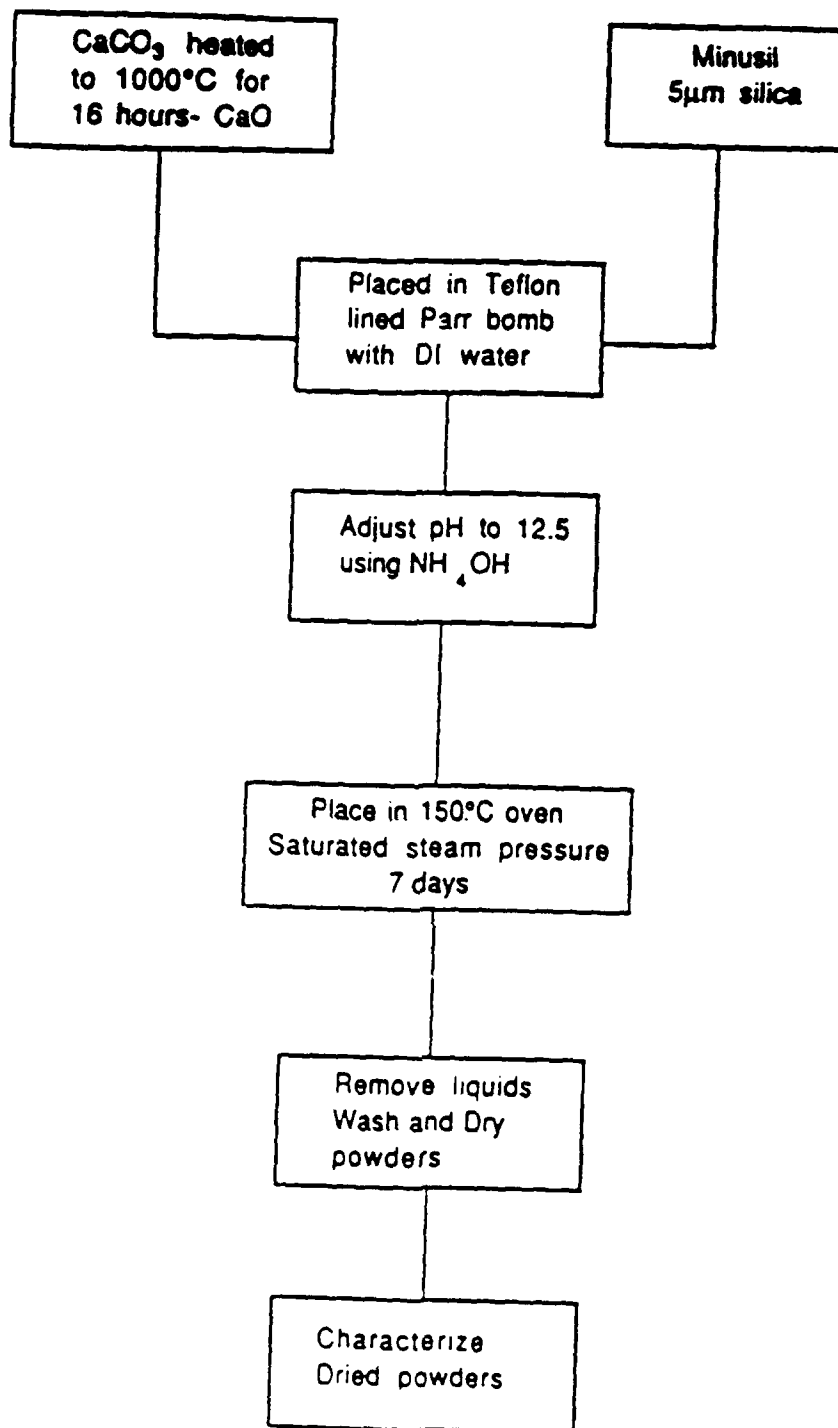 CaCO₃ heated
to 1000°C for
16 hours- CaO
Minusil
5µm silica
Placed in Teflon
lined Parr bomb
with DI water
Adjust pH to 12.5
using NH₄OH
Place in 150°C oven
Saturated steam pressure
7 days
Remove liquids
Wash and Dry
powders
Characterize
Dried powders